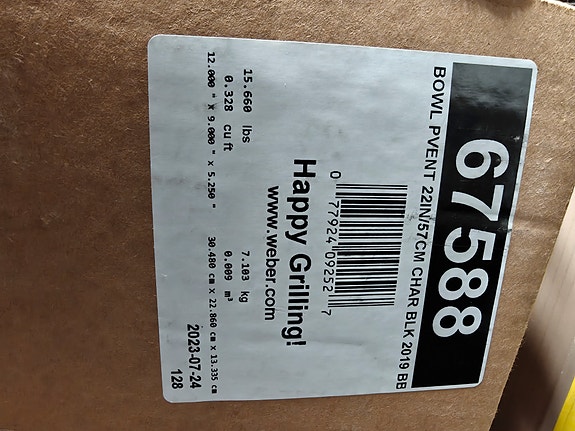 67588
BOWL PVENT 22IN/57CM CHAR BLK 2019 BB
0 77924 09252 7
Happy Grilling!
www.weber.com
15.660 lbs 7.103 kg
0.328 cu ft 0.009 m³
12.000 " X 9.000 " x 5.250 " 30.480 cm x 22.860 cm x 13.335 cm
2023-07-24
128